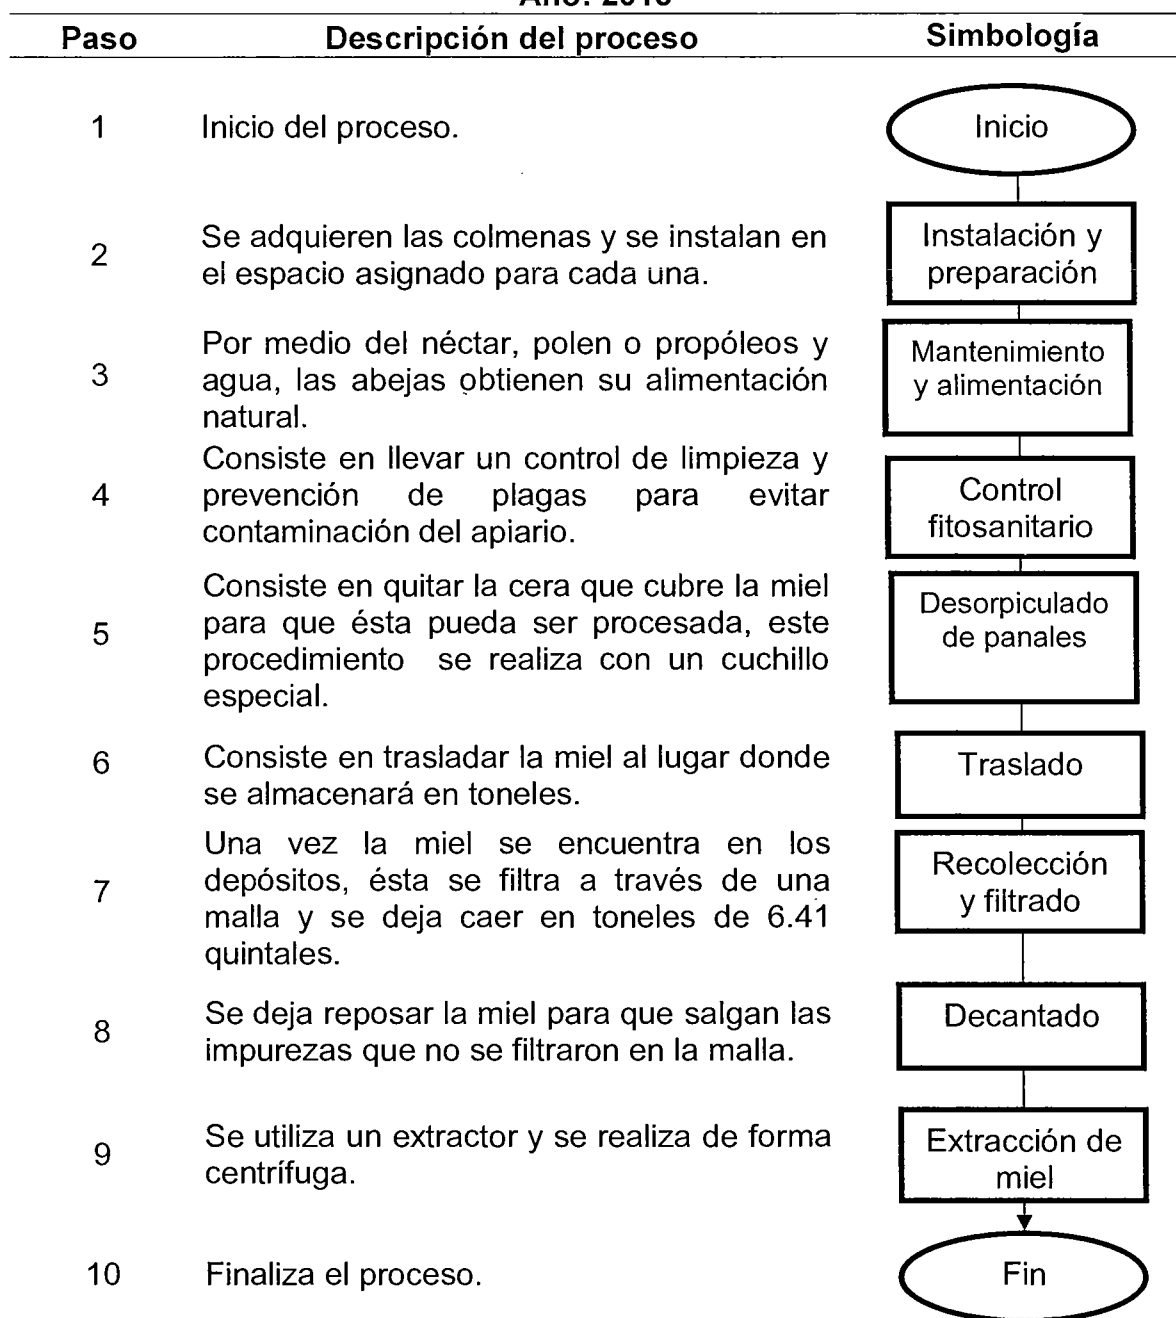 Paso Descripción del proceso Simbología
1 Inicio del proceso. Inicio
2 Se adquieren las colmenas y se instalan en
el espacio asignado para cada una.
Instalación y
preparación
3 Por medio del néctar, polen o propóleos y
agua, las abejas obtienen su alimentación
natural.
Mantenimiento
y alimentación
4 Consiste en llevar un control de limpieza y
prevención de plagas para evitar
contaminación del apiario.
Control
fitosanitario
5 Consiste en quitar la cera que cubre la miel
para que ésta pueda ser procesada, este
procedimiento se realiza con un cuchillo
especial.
Desorpiculado
de panales
6 Consiste en trasladar la miel al lugar donde
se almacenará en toneles.
Traslado
7 Una vez la miel se encuentra en los
depósitos, ésta se filtra a través de una
malla y se deja caer en toneles de 6.41
quintales.
Recolección
y filtrado
8 Se deja reposar la miel para que salgan las
impurezas que no se filtraron en la malla.
Decantado
9 Se utiliza un extractor y se realiza de forma
centrífuga.
Extracción de
miel
10 Finaliza el proceso. Fin